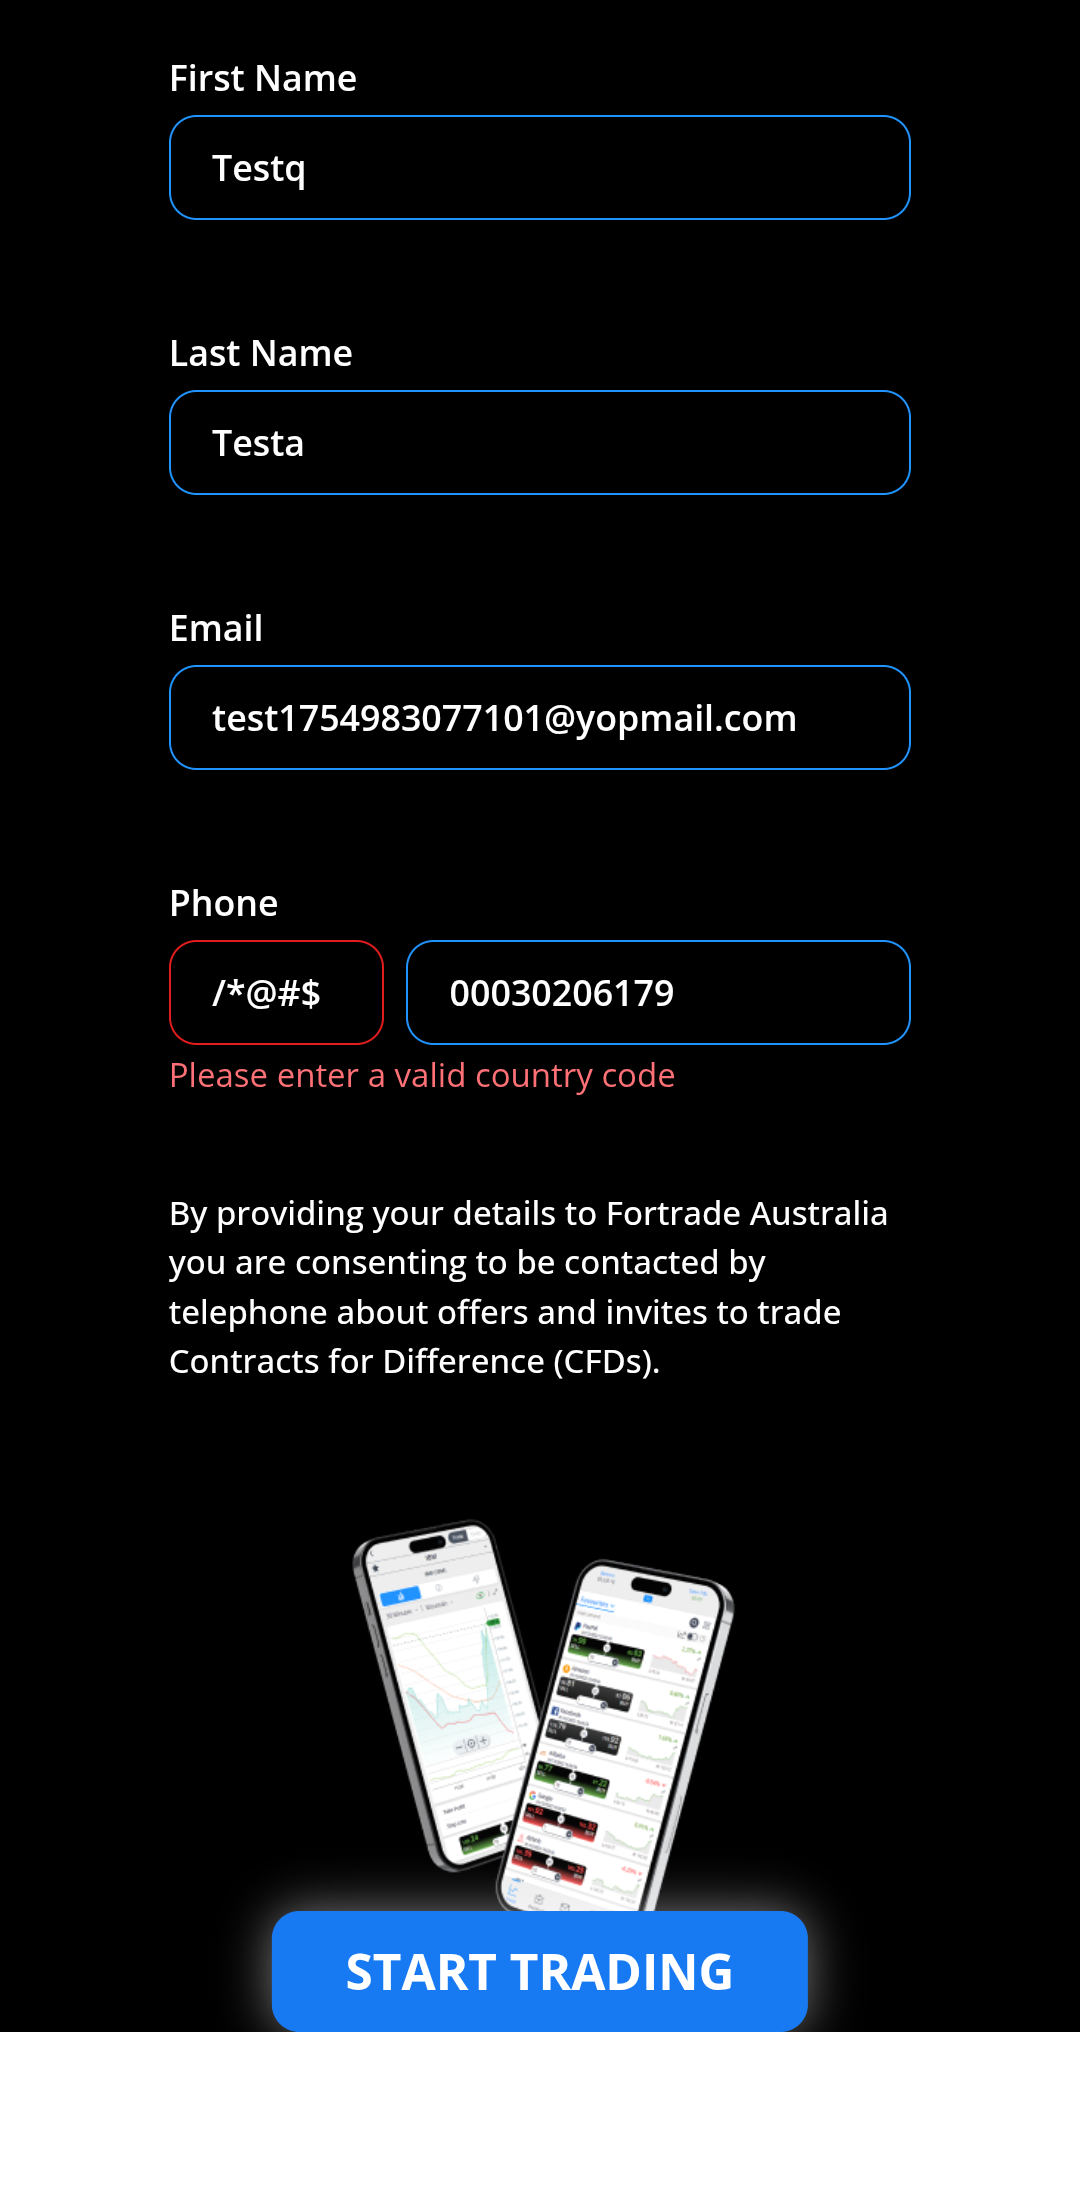 First Name
Testq
Last Name
Testa
Email
test1754983077101@yopmail.com
Phone
/*@#$ 00030206179
Please enter a valid country code
By providing your details to Fortrade Australia
you are consenting to be contacted by
telephone about offers and invites to trade
Contracts for Difference (CFDs).
START TRADING